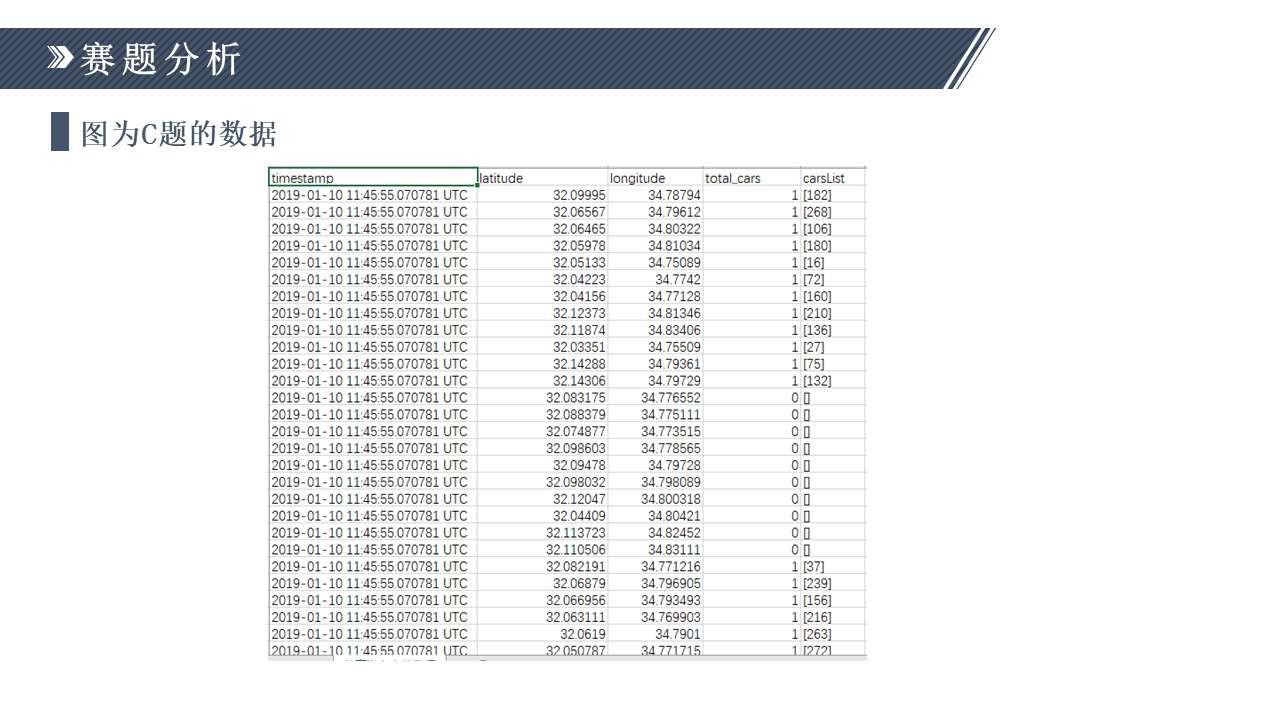 赛题分析
图为C题的数据
timestamp latitude longitude total_cars carsList
2019-01-10 11:45:55.070781 UTC 32.09995 34.78794 1 [182]
2019-01-10 11:45:55.070781 UTC 32.06567 34.79612 1 [268]
2019-01-10 11:45:55.070781 UTC 32.06465 34.80322 1 [106]
2019-01-10 11:45:55.070781 UTC 32.05978 34.81034 1 [180]
2019-01-10 11:45:55.070781 UTC 32.05133 34.75089 1 [16]
2019-01-10 11:45:55.070781 UTC 32.04223 34.7742 1 [72]
2019-01-10 11:45:55.070781 UTC 32.04156 34.77128 1 [160]
2019-01-10 11:45:55.070781 UTC 32.12373 34.81346 1 [210]
2019-01-10 11:45:55.070781 UTC 32.11874 34.83406 1 [136]
2019-01-10 11:45:55.070781 UTC 32.03351 34.75509 1 [27]
2019-01-10 11:45:55.070781 UTC 32.14288 34.79361 1 [75]
2019-01-10 11:45:55.070781 UTC 32.14306 34.79729 1 [132]
2019-01-10 11:45:55.070781 UTC 32.083175 34.776552 0 []
2019-01-10 11:45:55.070781 UTC 32.088379 34.775111 0 []
2019-01-10 11:45:55.070781 UTC 32.074877 34.773515 0 []
2019-01-10 11:45:55.070781 UTC 32.098603 34.778565 0 []
2019-01-10 11:45:55.070781 UTC 32.09478 34.79728 0 []
2019-01-10 11:45:55.070781 UTC 32.098032 34.798089 0 []
2019-01-10 11:45:55.070781 UTC 32.12047 34.800318 0 []
2019-01-10 11:45:55.070781 UTC 32.04409 34.80421 0 []
2019-01-10 11:45:55.070781 UTC 32.113723 34.82452 0 []
2019-01-10 11:45:55.070781 UTC 32.110506 34.83111 0 []
2019-01-10 11:45:55.070781 UTC 32.082191 34.771216 1 [37]
2019-01-10 11:45:55.070781 UTC 32.06879 34.796905 1 [239]
2019-01-10 11:45:55.070781 UTC 32.066956 34.793493 1 [156]
2019-01-10 11:45:55.070781 UTC 32.063111 34.769903 1 [216]
2019-01-10 11:45:55.070781 UTC 32.0619 34.7901 1 [263]
2019-01-10 11:45:55.070781 UTC 32.050787 34.771715 1 [272]